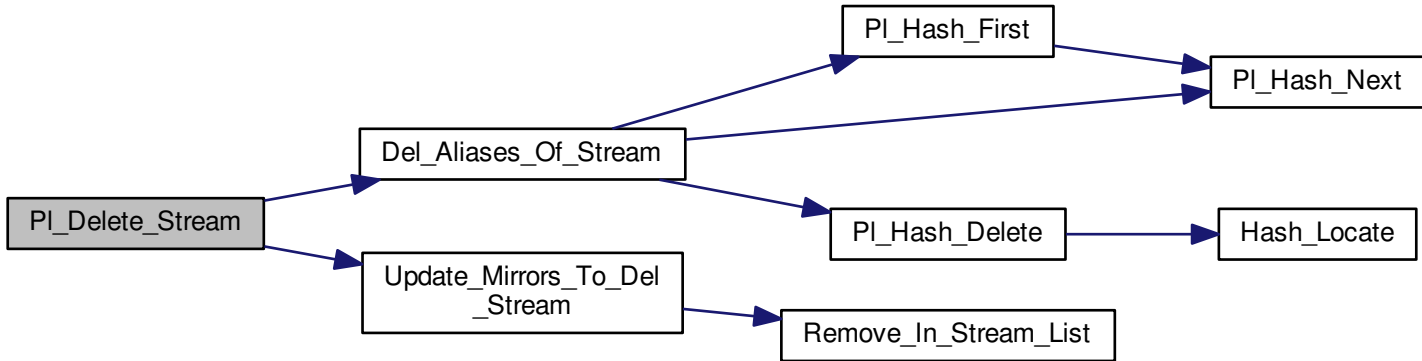 Pl_Hash_First
Pl_Hash_Next
Del_Aliases_Of_Stream
Pl_Delete_Stream
Pl_Hash_Delete
Hash_Locate
Update_Mirrors_To_Del
_Stream
Remove_In_Stream_List